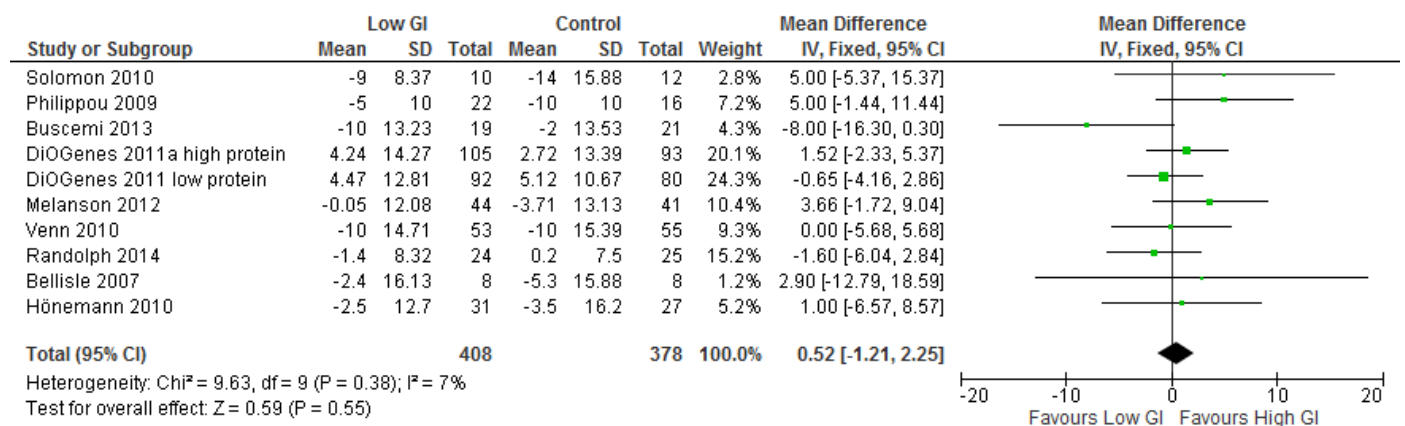 Low GI Control Mean Difference Mean Difference
Study or Subgroup Mean SD Total Mean SD Total Weight IV, Fixed, 95% CI IV, Fixed, 95% CI
Solomon 2010 -9 8.37 10 -14 15.88 12 2.8% 5.00 [-5.37, 15.37]
Philippou 2009 -5 10 22 -10 10 16 7.2% 5.00 [-1.44, 11.44]
Buscemi 2013 -10 13.23 19 -2 13.53 21 4.3% -8.00 [-16.30, 0.30]
DiOGenes 2011a high protein 4.24 14.27 105 2.72 13.39 93 20.1% 1.52 [-2.33, 5.37]
DiOGenes 2011 low protein 4.47 12.81 92 5.12 10.67 80 24.3% -0.65 [-4.16, 2.86]
Melanson 2012 -0.05 12.08 44 -3.71 13.13 41 10.4% 3.66 [-1.72, 9.04]
Venn 2010 -10 14.71 53 -10 15.39 55 9.3% 0.00 [-5.68, 5.68]
Randolph 2014 -1.4 8.32 24 0.2 7.5 25 15.2% -1.60 [-6.04, 2.84]
Bellisle 2007 -2.4 16.13 8 -5.3 15.88 8 1.2% 2.90 [-12.79, 18.59]
Hönemann 2010 -2.5 12.7 31 -3.5 16.2 27 5.2% 1.00 [-6.57, 8.57]
Total (95% CI) 408 378 100.0% 0.52 [-1.21, 2.25]
Heterogeneity: Chi² = 9.63, df = 9 (P = 0.38); I² = 7%
Test for overall effect: Z = 0.59 (P = 0.55)
-20 -10 0 10 20
Favours Low GI Favours High GI